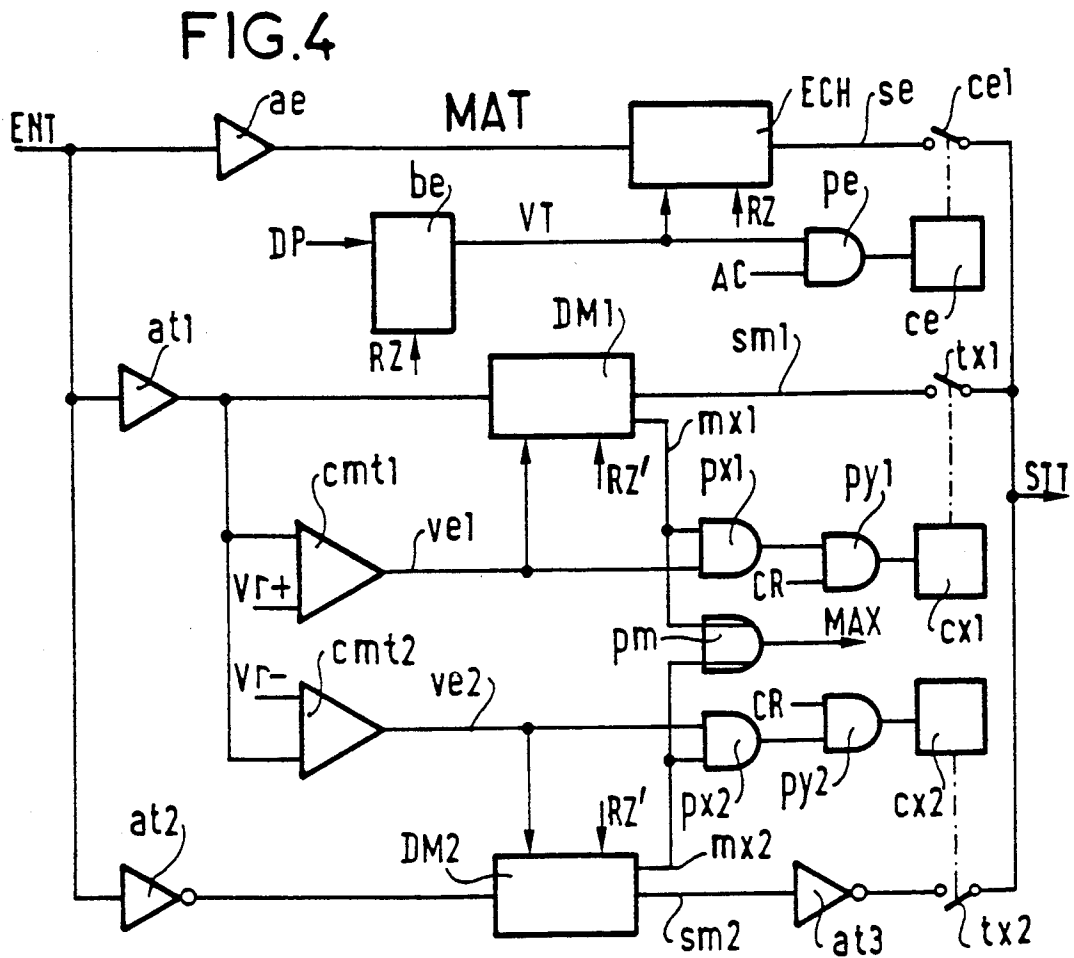 FIG.4
ENT
ae
MAT
ECH
se
ce1
be
DP
VT
RZ
pe
AC
RZ
ce
at1
DM1
sm1
tx1
mx1
RZ'
cmt1
px1
py1
STT
ve1
Vr+
CR
cx1
pm
MAX
cmt2
Vr-
ve2
CR
px2
py2
cx2
at2
RZ'
DM2
mx2
sm2
at3
tx2